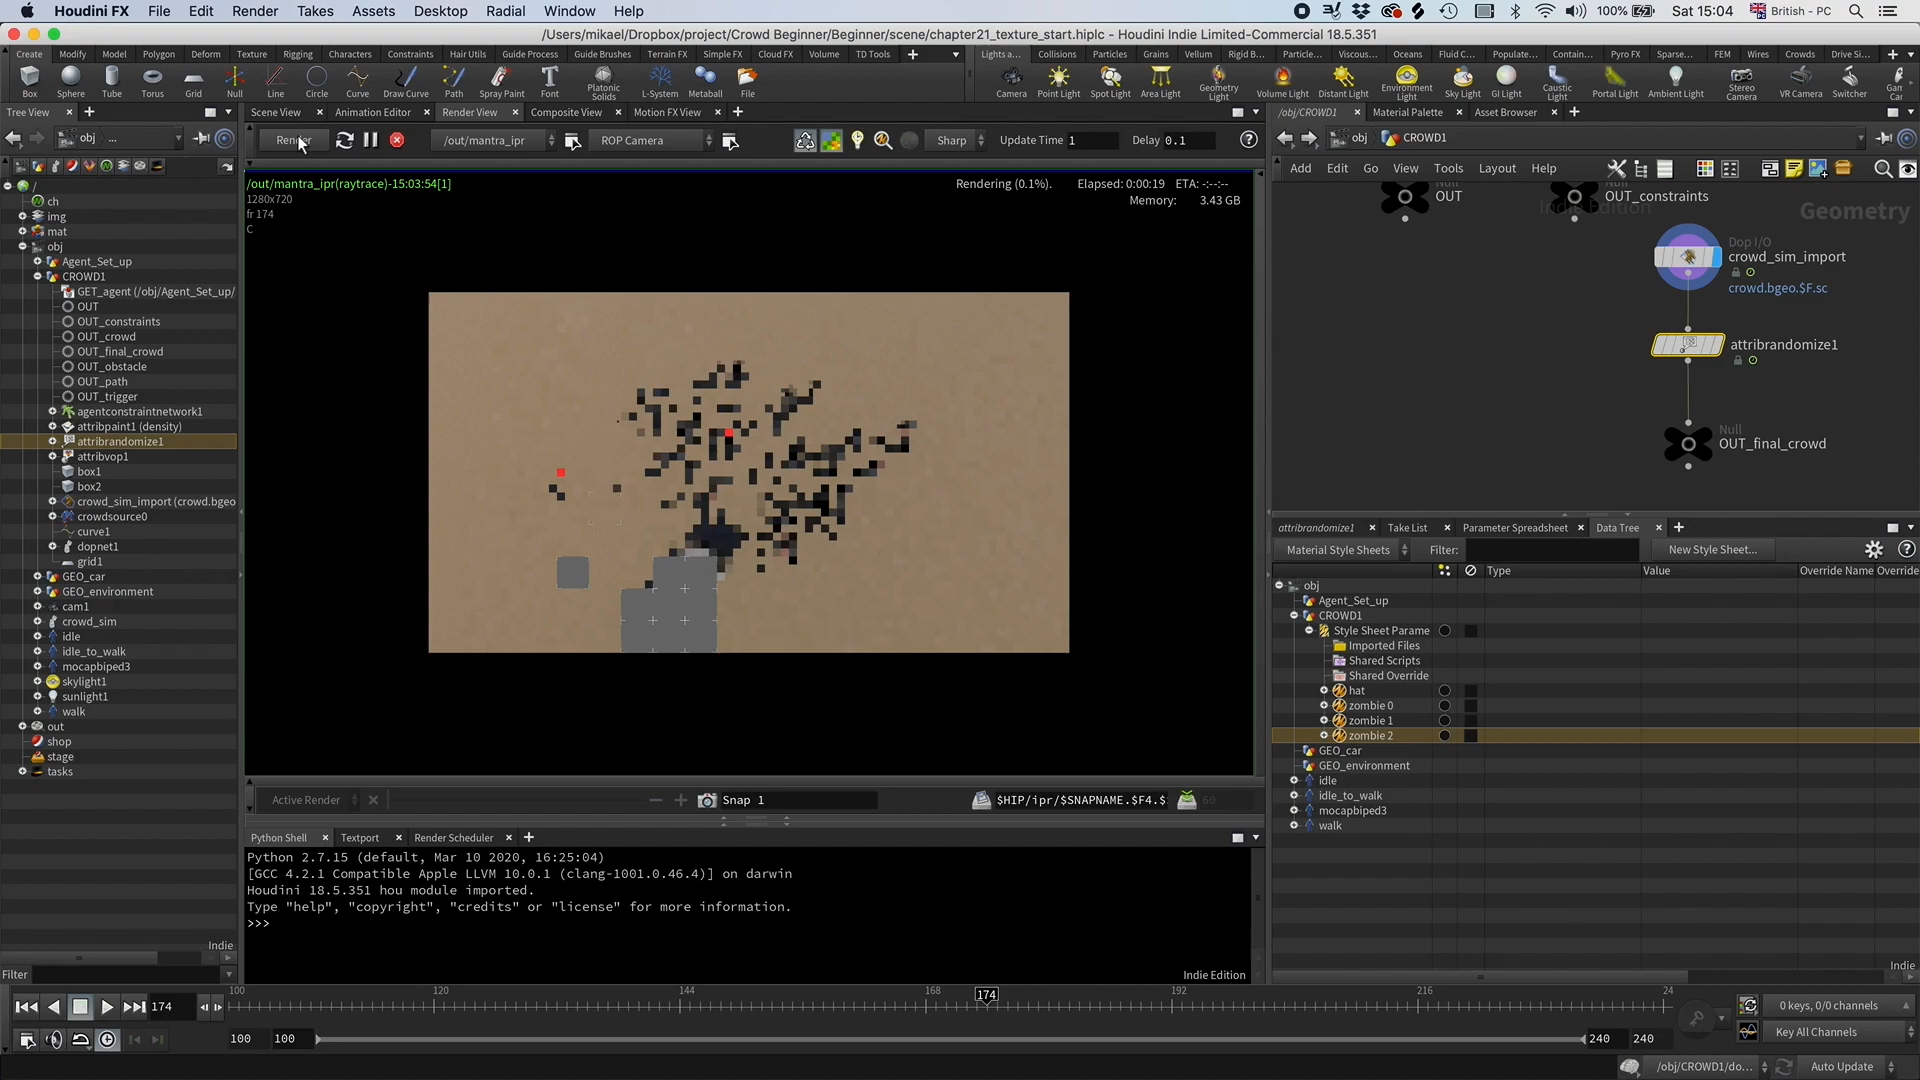 Houdini FX File Edit Render Takes Assets Desktop Radial Window Help 100% Sat 15:04 British - PC
/Users/mikael/Dropbox/project/Crowd Beginner/Beginner/scene/chapter21_texture_start.hiplc - Houdini Indie Limited-Commercial 18.5.351
Create Modify Model Polygon Deform Texture Rigging Characters Constraints Hair Utils Guide Process Guide Brushes Terrain FX Simple FX Cloud FX Volume TD Tools
Lights a... Collisions Particles Grains Vellum Rigid B... Particle... Viscous... Oceans Fluid C... Populate... Contain... Pyro FX Sparse... FEM Wires Crowds Drive Si...
Box Sphere Tube Torus Grid Null Line Circle Curve Draw Curve Path Spray Paint Font Platonic Solids L-System Metaball File
Camera Point Light Spot Light Area Light Geometry Light Volume Light Distant Light Environment Light Sky Light GI Light Caustic Light Portal Light Ambient Light Stereo Camera VR Camera Switcher
Tree View
Scene View Animation Editor Render View Composite View Motion FX View
/obj/CROWD1 Material Palette Asset Browser
obj ...
Render /out/mantra_ipr ROP Camera Sharp Update Time 1 Delay 0.1
obj CROWD1
Add Edit Go View Tools Layout Help
/out/mantra_ipr(raytrace)-15:03:54[1]
1280x720
fr 174
C
Rendering (0.1%). Elapsed: 0:00:19 ETA: -:--:--
Memory: 3.43 GB
Null
OUT
Null
OUT_constraints
Indie Edition
Geometry
Dop I/O
crowd_sim_import
crowd.bgeo.$F.sc
attribrandomize1
Null
OUT_final_crowd
/
ch
img
mat
obj
Agent_Set_up
CROWD1
GET_agent (/obj/Agent_Set_up/
OUT
OUT_constraints
OUT_crowd
OUT_final_crowd
OUT_obstacle
OUT_path
OUT_trigger
agentconstraintnetwork1
attribpaint1 (density)
attribrandomize1
attribvop1
box1
box2
crowd_sim_import (crowd.bgeo
crowdsource0
curve1
dopnet1
grid1
GEO_car
GEO_environment
cam1
crowd_sim
idle
idle_to_walk
mocapbiped3
skylight1
sunlight1
walk
out
shop
stage
tasks
Indie
Filter
Active Render Snap 1 $HIP/ipr/$SNAPNAME.$F4.$ 60
Python Shell Textport Render Scheduler
Python 2.7.15 (default, Mar 10 2020, 16:25:04)
[GCC 4.2.1 Compatible Apple LLVM 10.0.1 (clang-1001.0.46.4)] on darwin
Houdini 18.5.351 hou module imported.
Type "help", "copyright", "credits" or "license" for more information.
>>>
Indie Edition
attribrandomize1 Take List Parameter Spreadsheet Data Tree
Material Style Sheets Filter: New Style Sheet...
Type Value Override Name Override
obj
Agent_Set_up
CROWD1
Style Sheet Parame
Imported Files
Shared Scripts
Shared Override
hat
zombie 0
zombie 1
zombie 2
GEO_car
GEO_environment
idle
idle_to_walk
mocapbiped3
walk
Indie
100 120 144 168 174 192 216 24
174
0 keys, 0/0 channels
100 100 240 240
Key All Channels
/obj/CROWD1/do... Auto Update